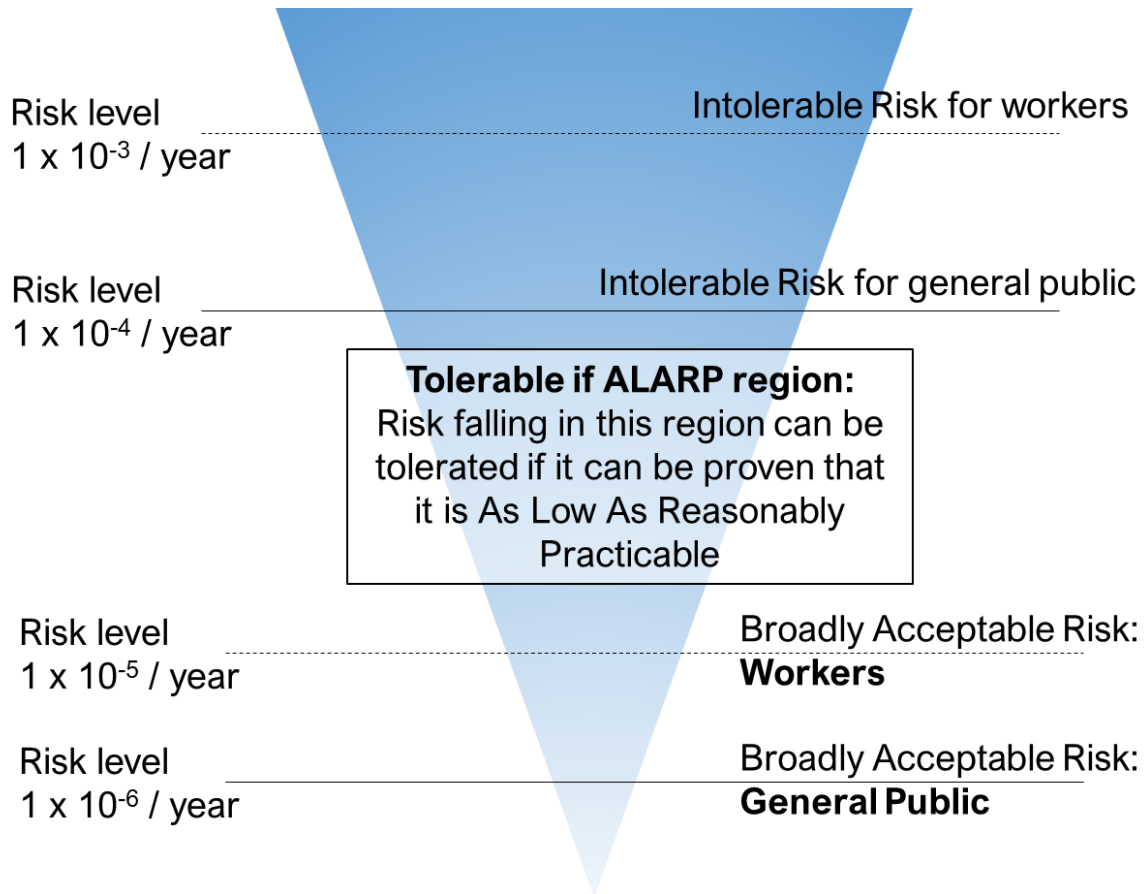 Risk level
1 x 10⁻³ / year
Intolerable Risk for workers
Risk level
1 x 10⁻⁴ / year
Intolerable Risk for general public
Tolerable if ALARP region:
Risk falling in this region can be
tolerated if it can be proven that
it is As Low As Reasonably
Practicable
Risk level
1 x 10⁻⁵ / year
Broadly Acceptable Risk:
Workers
Risk level
1 x 10⁻⁶ / year
Broadly Acceptable Risk:
General Public